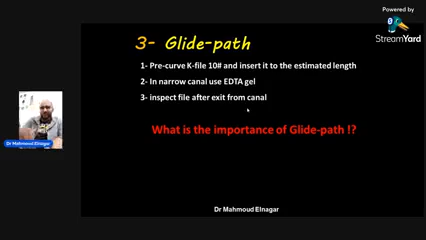 Powered by
StreamYard
3- Glide-path
1- Pre-curve K-file 10# and insert it to the estimated length
2- In narrow canal use EDTA gel
3- inspect file after exit from canal
What is the importance of Glide-path !?
Dr Mahmoud Elnagar
Dr Mahmoud Elnagar